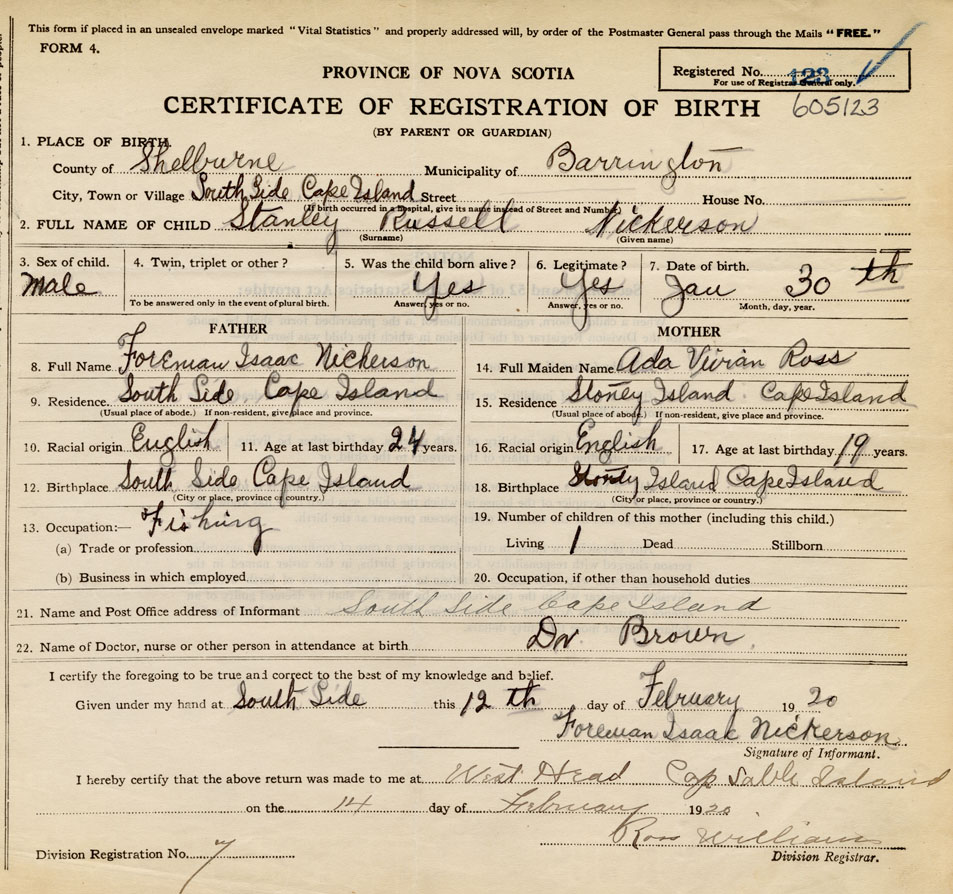 This form if placed in an unsealed envelope marked "Vital Statistics" and properly addressed will, by order of the Postmaster General pass through the Mails "FREE."
FORM 4.
Registered No. 123
For use of Registrar General only.
PROVINCE OF NOVA SCOTIA
CERTIFICATE OF REGISTRATION OF BIRTH 605123
(BY PARENT OR GUARDIAN)
1. PLACE OF BIRTH.
County of Shelburne Municipality of Barrington
City, Town or Village South Side Cape Island Street House No.
(If birth occurred in a hospital, give its name instead of Street and Number)
2. FULL NAME OF CHILD Stanley Russell Nickerson
(Surname) (Given name)
3. Sex of child. 4. Twin, triplet or other? 5. Was the child born alive? 6. Legitimate? 7. Date of birth.
Male Yes Yes Jan 30 th
To be answered only in the event of plural birth. Answer, yes or no. Answer, yes or no. Month, day, year.
FATHER
8. Full Name Foreman Isaac Nickerson
9. Residence South Side Cape Island
(Usual place of abode.) If non-resident, give place and province.
10. Racial origin English 11. Age at last birthday 24 years.
12. Birthplace South Side Cape Island
(City or place, province or country.)
13. Occupation:— Fishing
(a) Trade or profession
(b) Business in which employed
MOTHER
14. Full Maiden Name Ada Vivian Ross
15. Residence Stoney Island Cape Island
(Usual place of abode.) If non-resident, give place and province.
16. Racial origin English 17. Age at last birthday 19 years.
18. Birthplace Stoney Island Cape Island
(City or place, province or country.)
19. Number of children of this mother (including this child.)
Living 1 Dead Stillborn
20. Occupation, if other than household duties
21. Name and Post Office address of Informant South Side Cape Island
22. Name of Doctor, nurse or other person in attendance at birth Dr Brown
I certify the foregoing to be true and correct to the best of my knowledge and belief.
Given under my hand at South Side this 12 th day of February 1920
Foreman Isaak Nickerson
Signature of Informant.
I hereby certify that the above return was made to me at West Head Cap Sable Island
on the 14 day of February 1920
Ross Williams
Division Registrar.
Division Registration No. 7